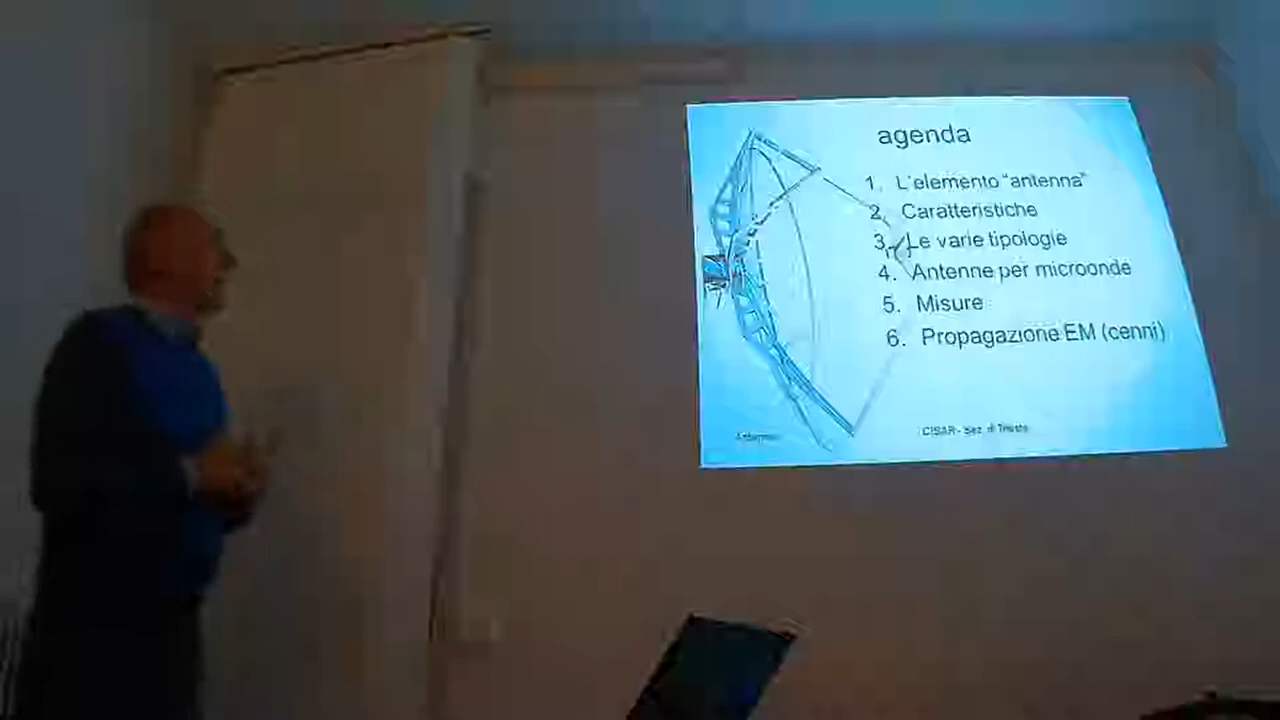 agenda
1. L'elemento "antenna"
2. Caratteristiche
3. Le varie tipologie
4. Antenne per microonde
5. Misure
6. Propagazione EM (cenni)
CISAR - Sez. di Trieste